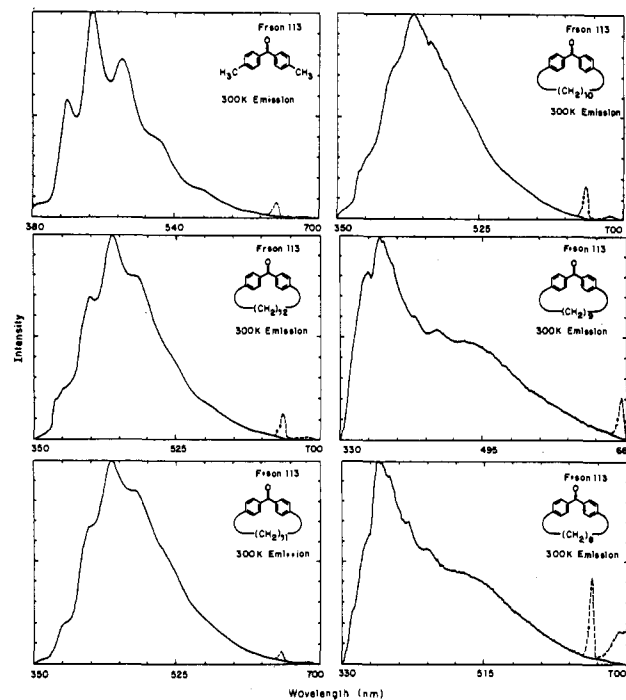 Freon 113
O
H₃C
CH₃
300K Emission
380
540
700
Freon 113
O
(CH₂)₁₀
300K Emission
350
525
700
Freon 113
O
(CH₂)₁₂
300K Emission
350
525
700
Freon 113
O
(CH₂)₉
300K Emission
330
495
66
Freon 113
O
(CH₂)₁₁
300K Emission
350
525
700
Freon 113
O
(CH₂)₈
300K Emission
330
515
700
Intensity
Wavelength (nm)